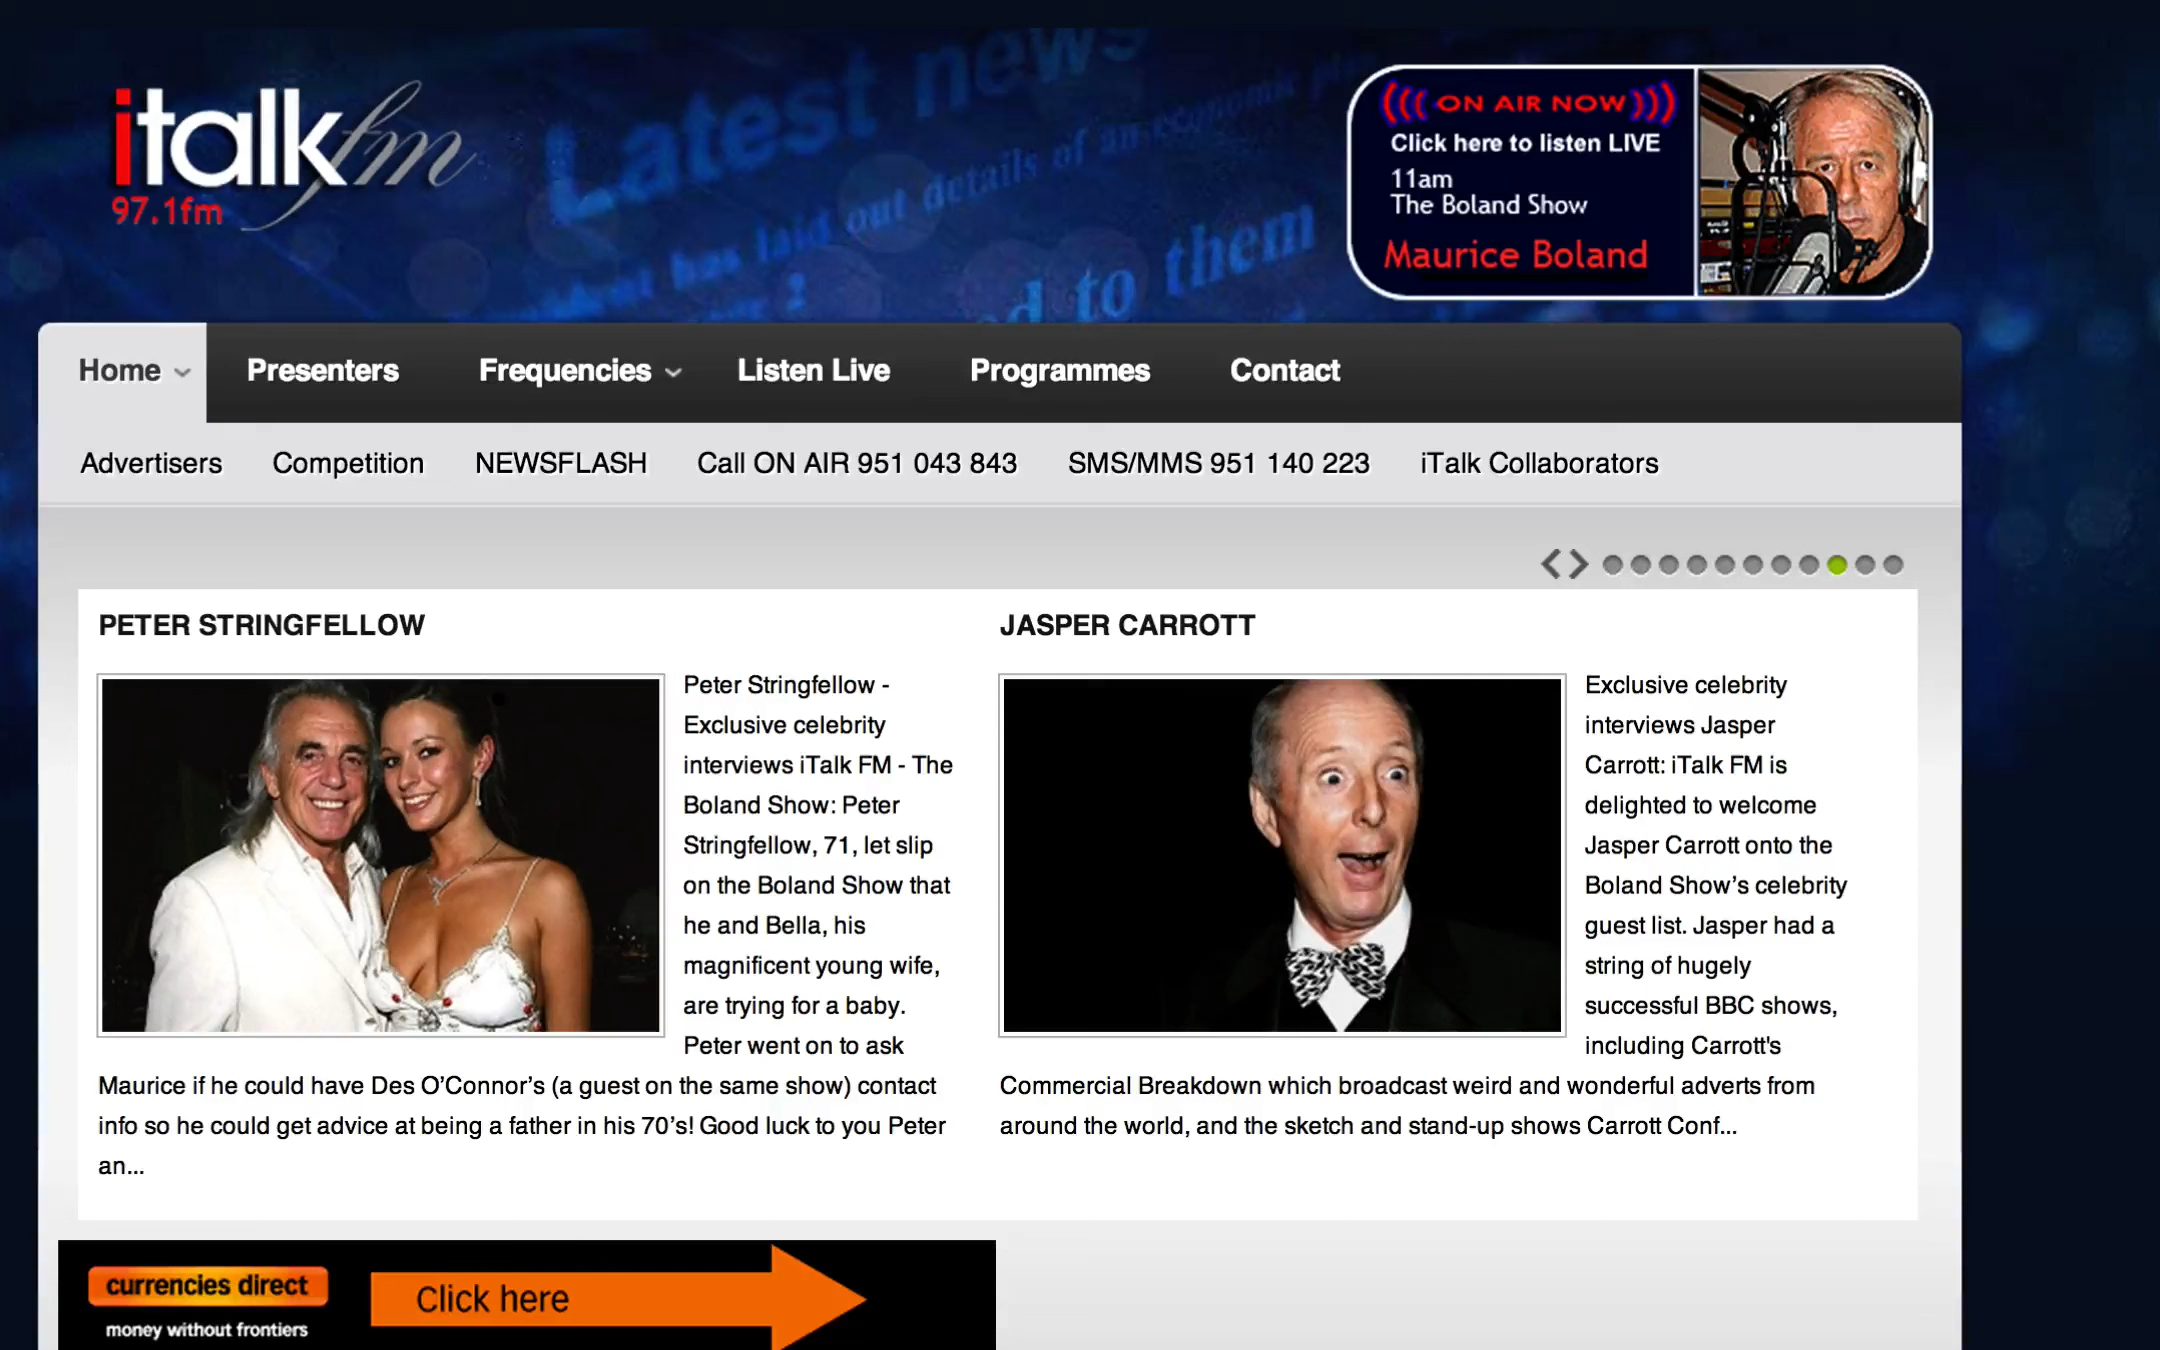 Latest news
an economic
has laid out details of
to them
italkfm
97.1fm
((( ON AIR NOW )))
Click here to listen LIVE
11am
The Boland Show
Maurice Boland
Home
Presenters
Frequencies
Listen Live
Programmes
Contact
Advertisers
Competition
NEWSFLASH
Call ON AIR 951 043 843
SMS/MMS 951 140 223
iTalk Collaborators
PETER STRINGFELLOW
Peter Stringfellow -
Exclusive celebrity
interviews iTalk FM - The
Boland Show: Peter
Stringfellow, 71, let slip
on the Boland Show that
he and Bella, his
magnificent young wife,
are trying for a baby.
Peter went on to ask
Maurice if he could have Des O’Connor’s (a guest on the same show) contact
info so he could get advice at being a father in his 70’s! Good luck to you Peter
an...
JASPER CARROTT
Exclusive celebrity
interviews Jasper
Carrott: iTalk FM is
delighted to welcome
Jasper Carrott onto the
Boland Show’s celebrity
guest list. Jasper had a
string of hugely
successful BBC shows,
including Carrott's
Commercial Breakdown which broadcast weird and wonderful adverts from
around the world, and the sketch and stand-up shows Carrott Conf...
currencies direct
money without frontiers
Click here